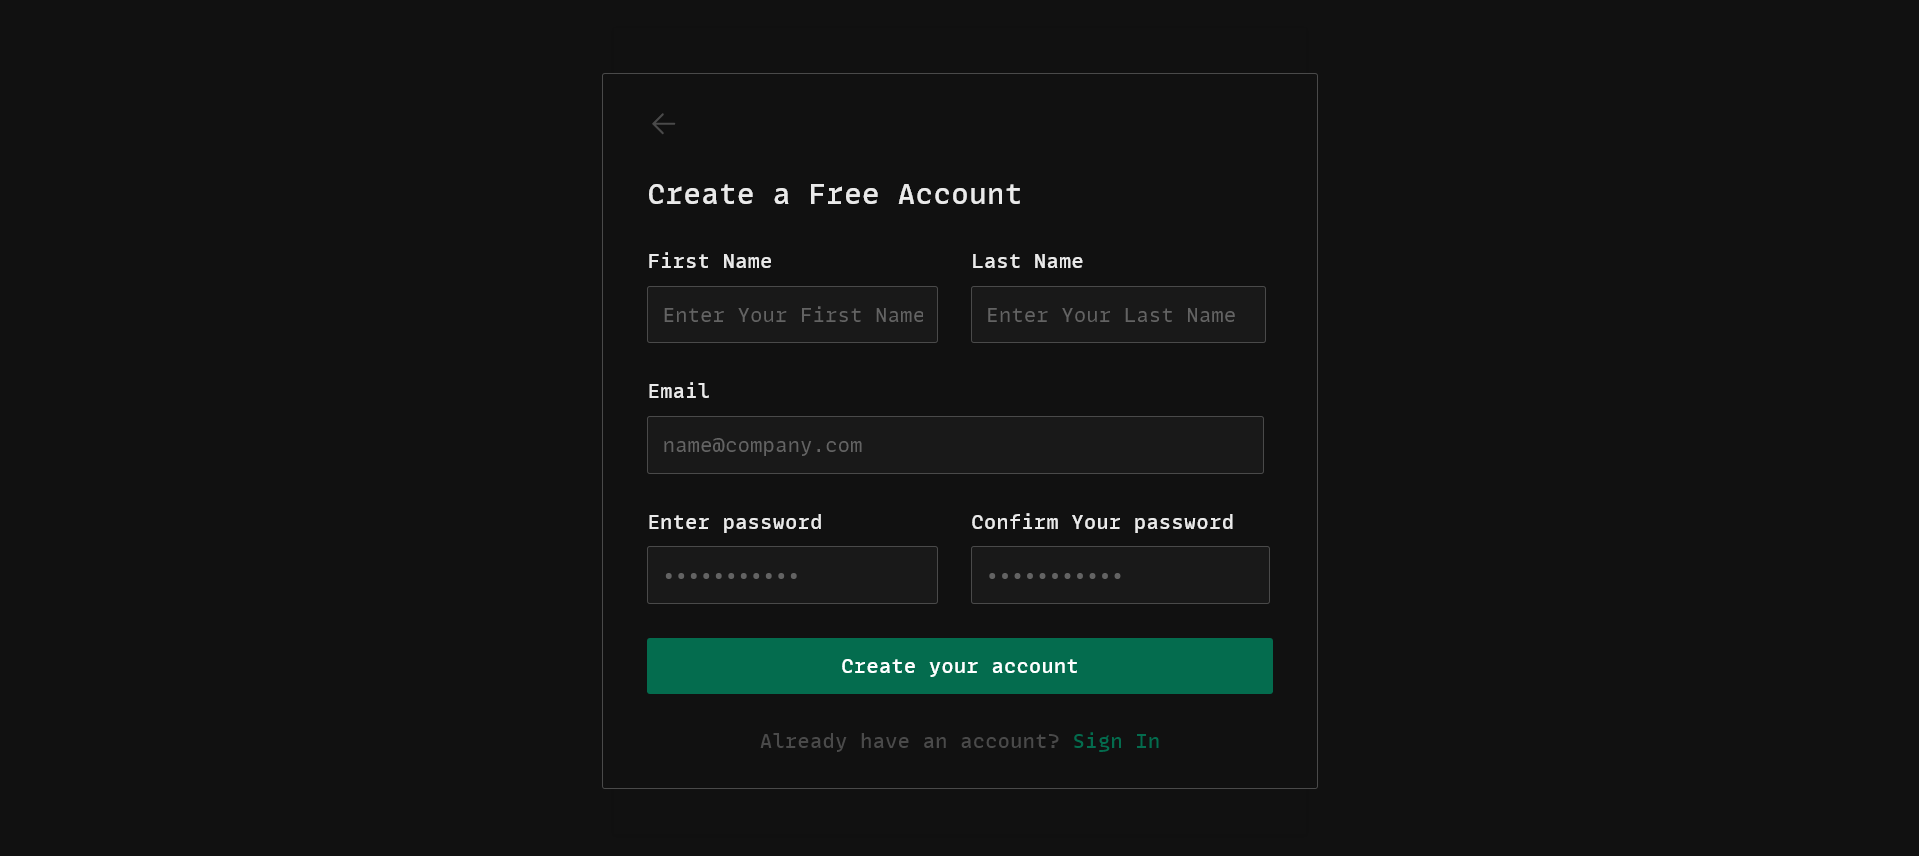 Create a Free Account
First Name
Last Name
Enter Your First Name
Enter Your Last Name
Email
name@company.com
Enter password
Confirm Your password
•••••••••••
•••••••••••
Create your account
Already have an account? Sign In